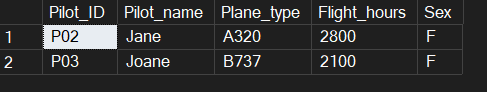 Pilot_ID Pilot_name Plane_type Flight_hours Sex
1 P02 Jane A320 2800 F
2 P03 Joane B737 2100 F